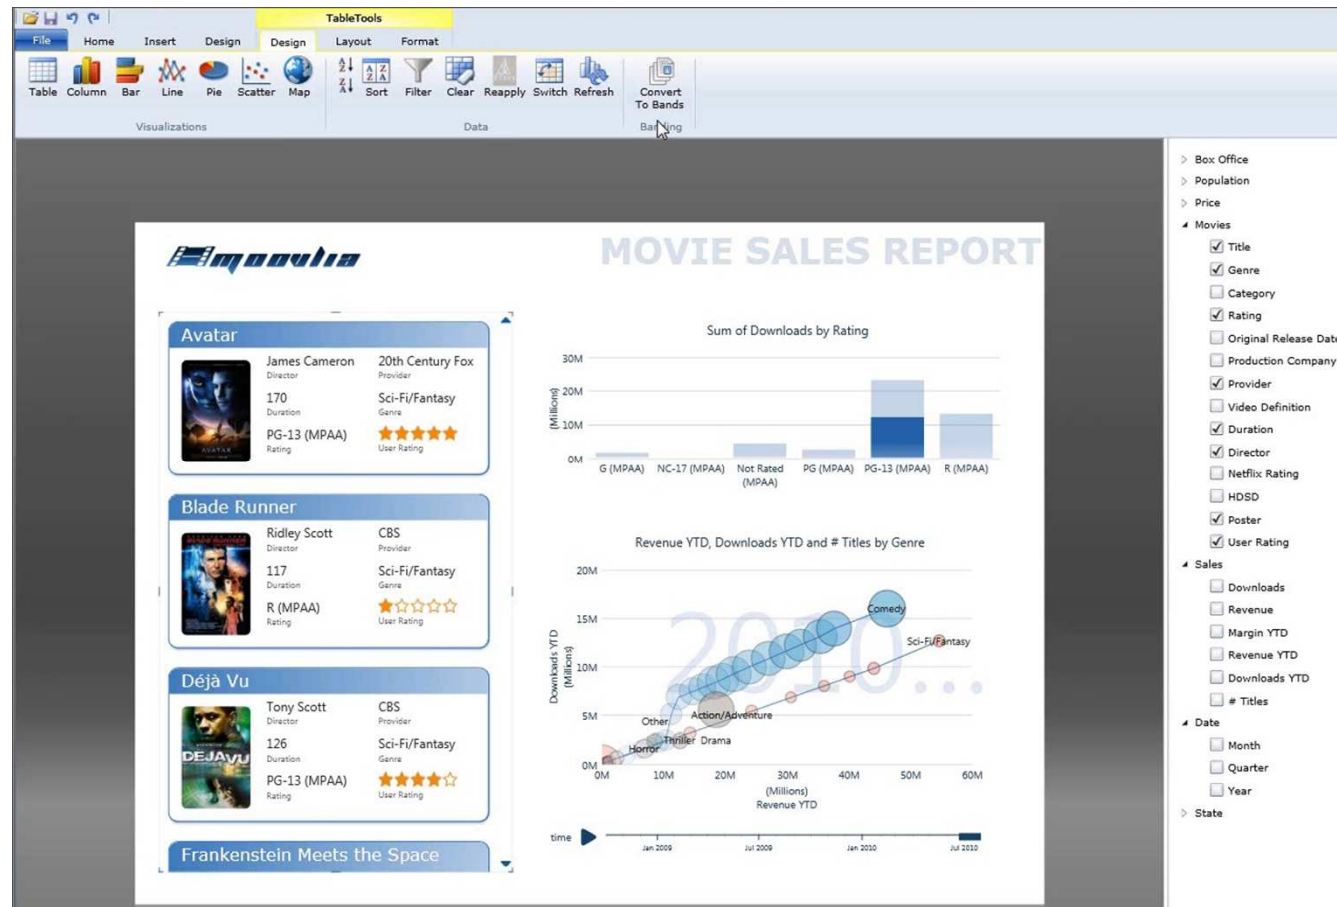 TableTools
File Home Insert Design Design Layout Format
Table Column Bar Line Pie Scatter Map Sort Filter Clear Reapply Switch Refresh Convert To Bands
Visualizations Data Banding
moovlia
MOVIE SALES REPORT
Avatar
James Cameron 20th Century Fox
Director Provider
170 Sci-Fi/Fantasy
Duration Genre
PG-13 (MPAA)
Rating User Rating
AVATAR
Blade Runner
Ridley Scott CBS
Director Provider
117 Sci-Fi/Fantasy
Duration Genre
R (MPAA)
Rating User Rating
BLADE RUNNER
Déjà Vu
Tony Scott CBS
Director Provider
126 Sci-Fi/Fantasy
Duration Genre
PG-13 (MPAA)
Rating User Rating
DEJAVU
Frankenstein Meets the Space
Sum of Downloads by Rating
(Millions)
30M
20M
10M
0M
G (MPAA) NC-17 (MPAA) Not Rated (MPAA) PG (MPAA) PG-13 (MPAA) R (MPAA)
Revenue YTD, Downloads YTD and # Titles by Genre
Downloads YTD
(Millions)
20M
15M
10M
5M
0M
2010...
Comedy
Sci-Fi/Fantasy
Other
Action/Adventure
Horror
Thriller
Drama
0M 10M 20M 30M 40M 50M 60M
(Millions)
Revenue YTD
time
Jan 2009 Jul 2009 Jan 2010 Jul 2010
Box Office
Population
Price
Movies
Title
Genre
Category
Rating
Original Release Date
Production Company
Provider
Video Definition
Duration
Director
Netflix Rating
HDSD
Poster
User Rating
Sales
Downloads
Revenue
Margin YTD
Revenue YTD
Downloads YTD
# Titles
Date
Month
Quarter
Year
State